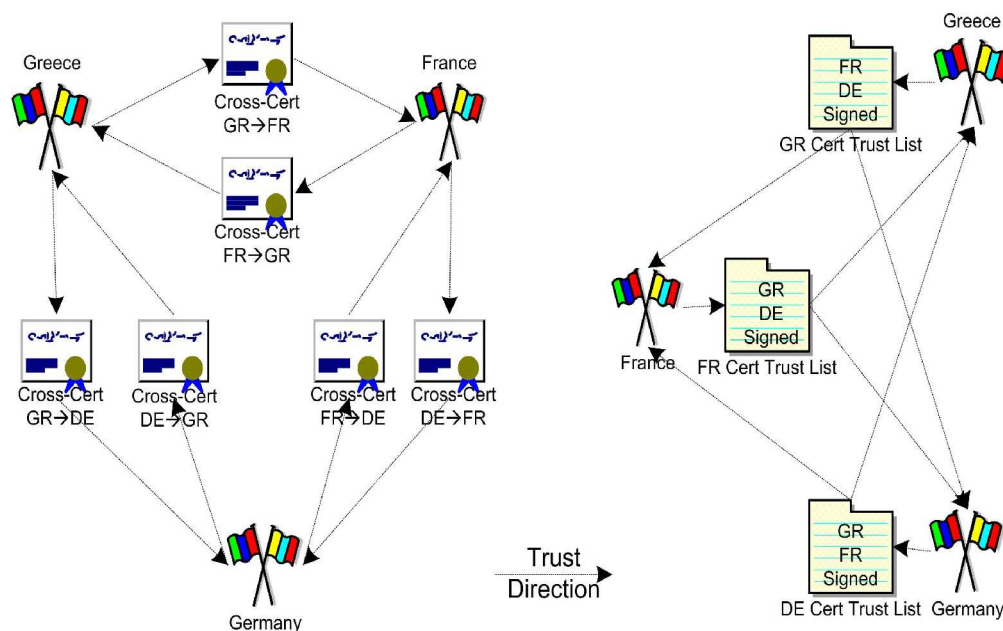 Greece
France
Cross-Cert
GR→FR
Cross-Cert
FR→GR
Cross-Cert
GR→DE
Cross-Cert
DE→GR
Cross-Cert
FR→DE
Cross-Cert
DE→FR
Germany
Trust
Direction
Greece
FR
DE
Signed
GR Cert Trust List
France
GR
DE
Signed
FR Cert Trust List
GR
FR
Signed
DE Cert Trust List
Germany